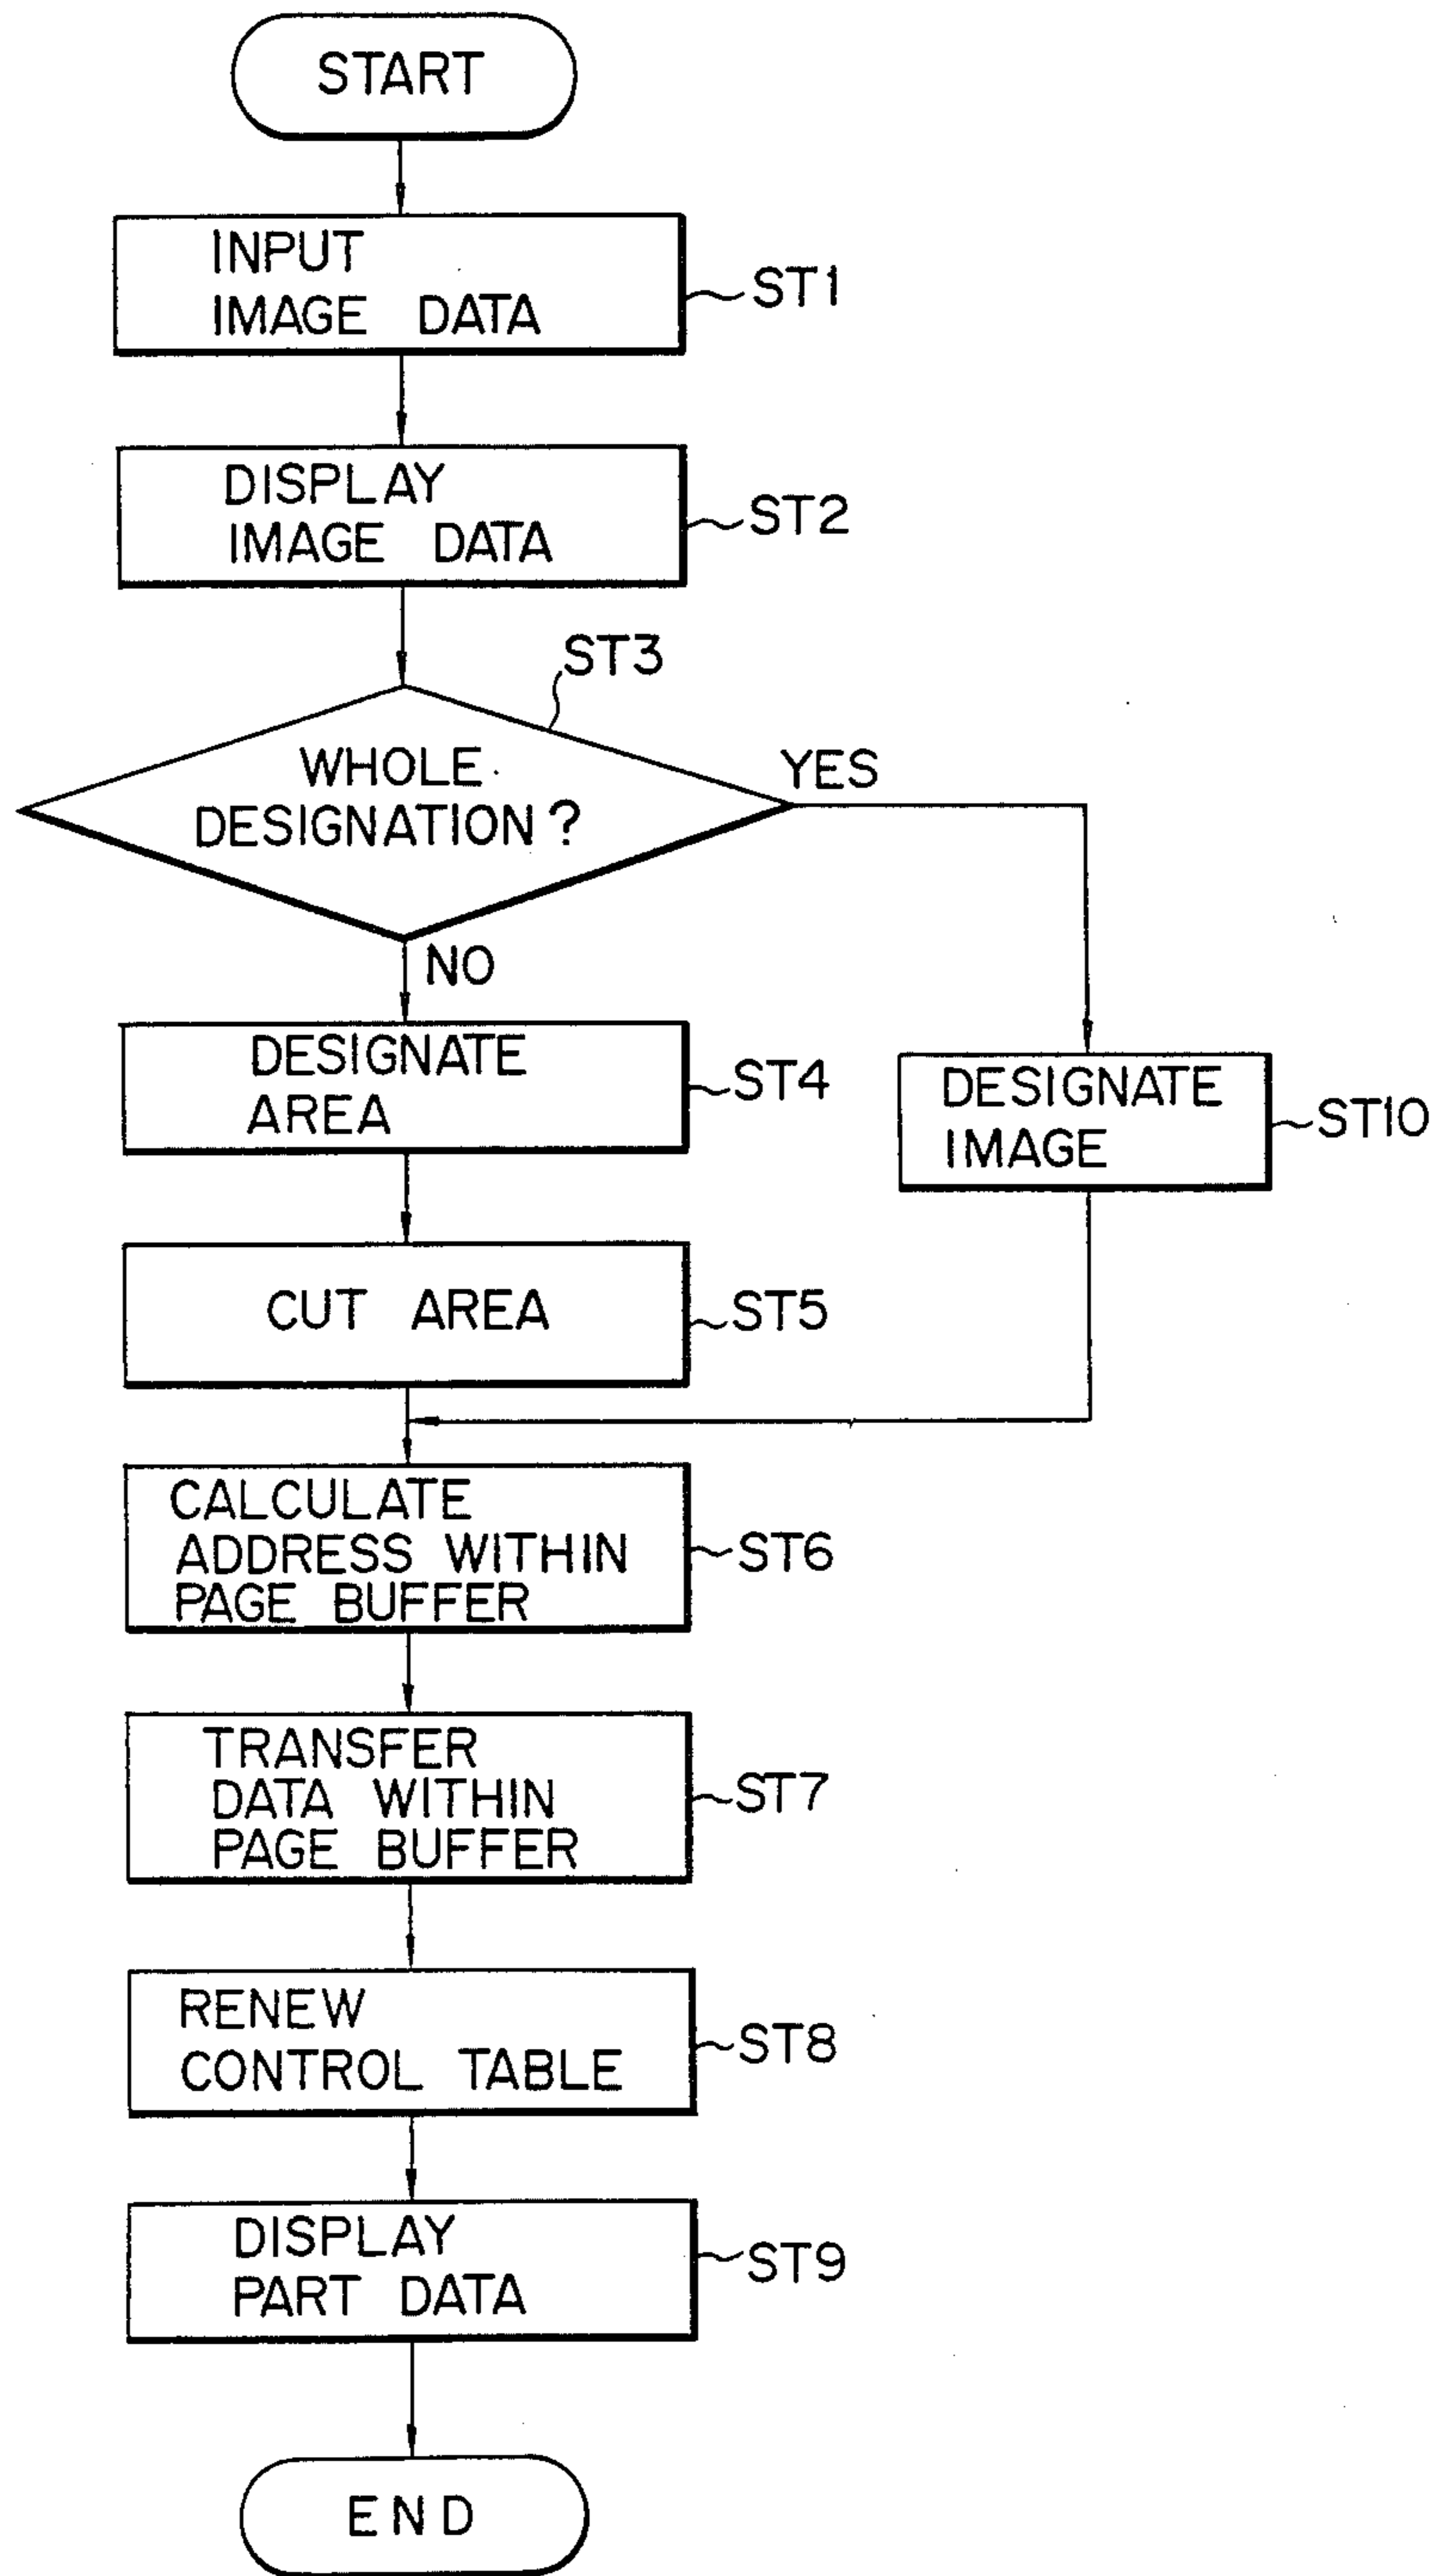 START
INPUT
IMAGE DATA
ST1
DISPLAY
IMAGE DATA
ST2
ST3
WHOLE
DESIGNATION?
YES
NO
DESIGNATE
AREA
ST4
DESIGNATE
IMAGE
ST10
CUT AREA
ST5
CALCULATE
ADDRESS WITHIN
PAGE BUFFER
ST6
TRANSFER
DATA WITHIN
PAGE BUFFER
ST7
RENEW
CONTROL TABLE
ST8
DISPLAY
PART DATA
ST9
END